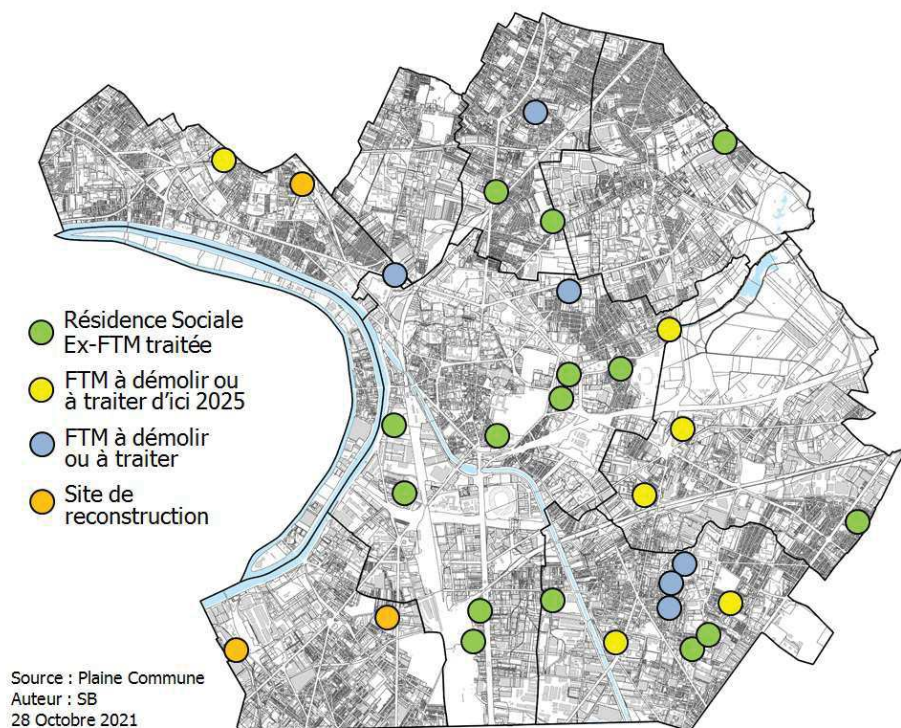 Résidence Sociale
Ex-FTM traitée
FTM à démolir ou
à traiter d'ici 2025
FTM à démolir
ou à traiter
Site de
reconstruction
Source : Plaine Commune
Auteur : SB
28 Octobre 2021